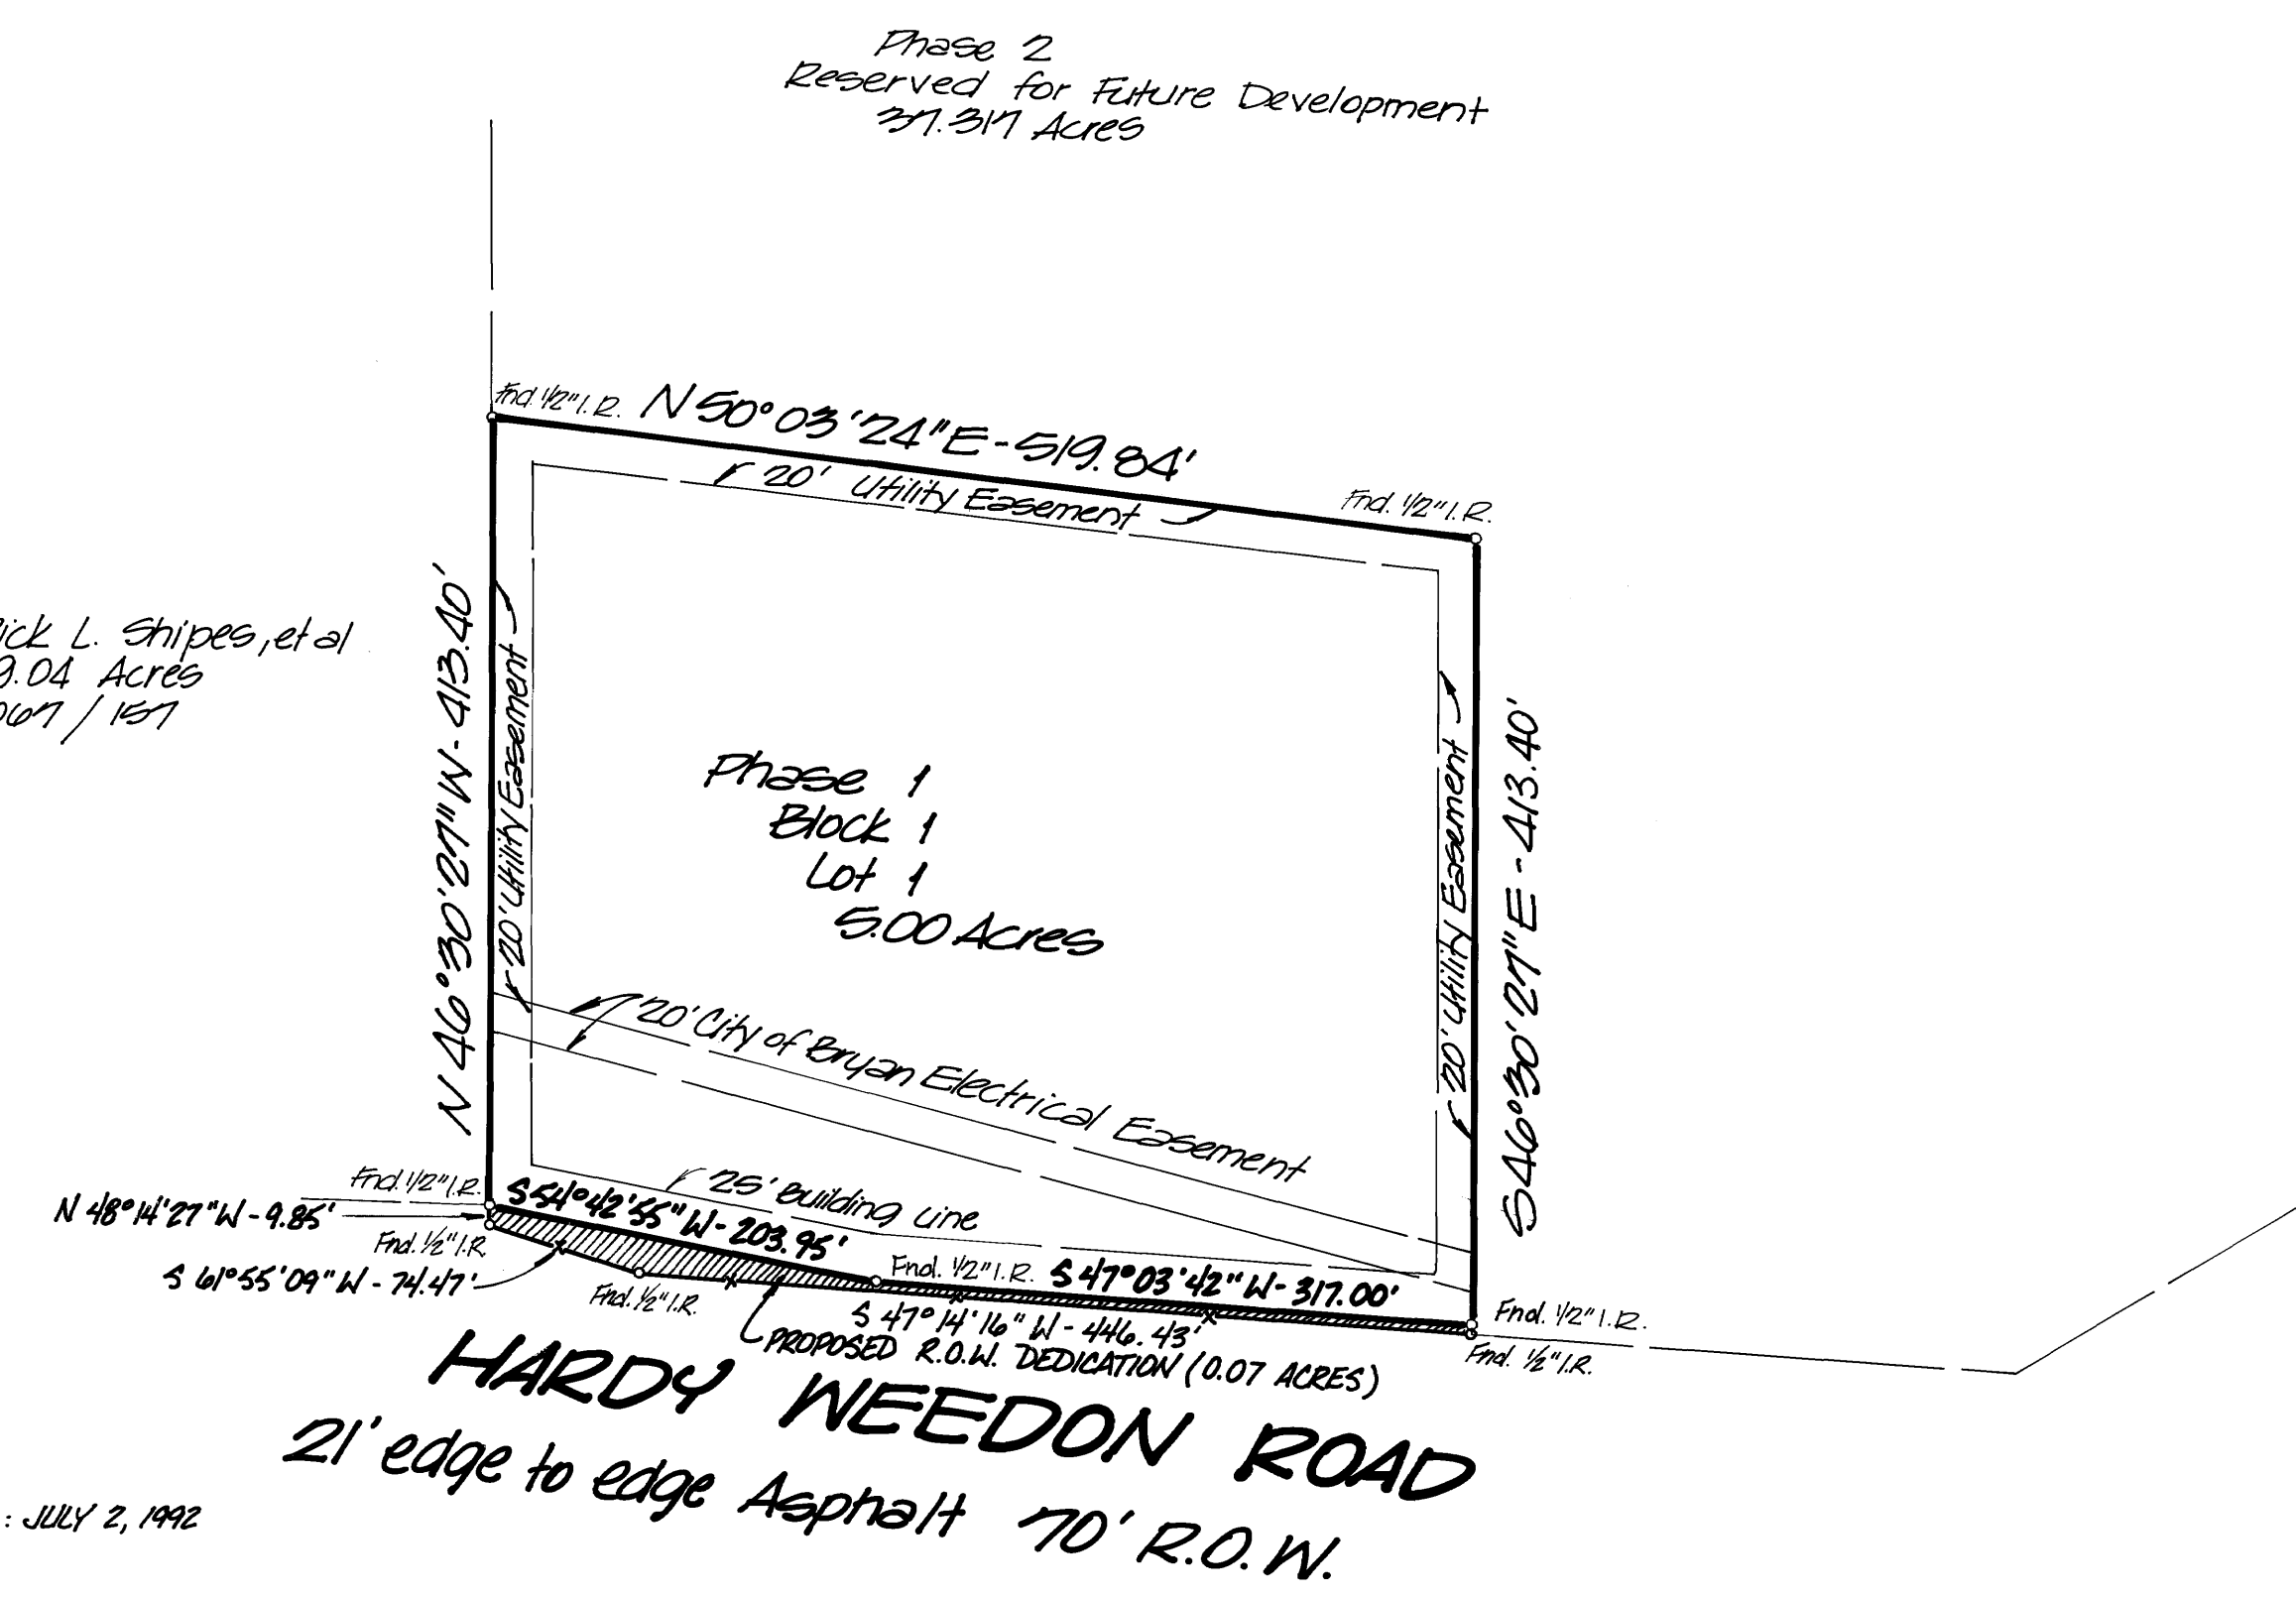 Phase 2
Reserved for Future Development
37.317 Acres
Fnd. 1/2" I.R.
N 50° 03' 24" E - 519.84'
20' Utility Easement
Fnd. 1/2" I.R.
N 46° 30' 27" W - 413.40'
20' Utility Easement
L. Shipes, et al
.04 Acres
/ 157
Phase 1
Block 1
Lot 1
5.00 Acres
20' Utility Easement
S 46° 30' 27" E - 413.40'
20' City of Bryan Electrical Easement
Fnd. 1/2" I.R.
N 48° 14' 27" W - 9.85'
S 54° 42' 55" W - 203.95'
25' Building Line
Fnd. 1/2" I.R.
S 61° 55' 09" W - 74.47'
Fnd. 1/2" I.R.
Fnd. 1/2" I.R.
S 47° 03' 42" W - 317.00'
S 47° 14' 16" W - 446.43'
PROPOSED R.O.W. DEDICATION (0.07 ACRES)
Fnd. 1/2" I.R.
Fnd. 1/2" I.R.
HARDY WEEDON ROAD
21' edge to edge Asphalt 70' R.O.W.
: JULY 2, 1992